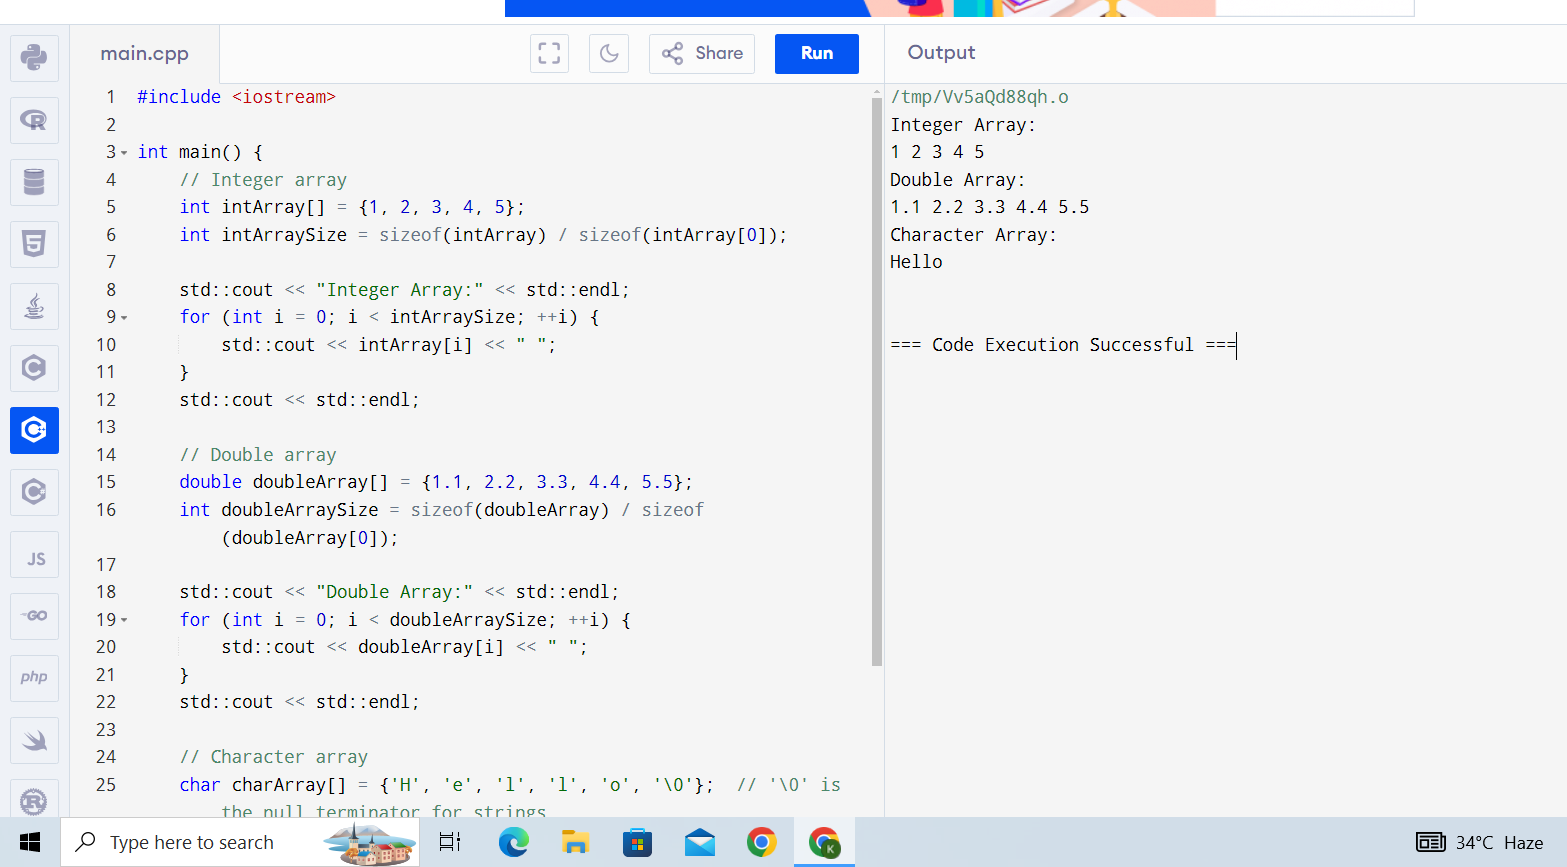 main.cpp
Share
Run
Output
1 #include <iostream>
2
3 int main() {
4 // Integer array
5 int intArray[] = {1, 2, 3, 4, 5};
6 int intArraySize = sizeof(intArray) / sizeof(intArray[0]);
7
8 std::cout << "Integer Array:" << std::endl;
9 for (int i = 0; i < intArraySize; ++i) {
10 std::cout << intArray[i] << " ";
11 }
12 std::cout << std::endl;
13
14 // Double array
15 double doubleArray[] = {1.1, 2.2, 3.3, 4.4, 5.5};
16 int doubleArraySize = sizeof(doubleArray) / sizeof
(doubleArray[0]);
17
18 std::cout << "Double Array:" << std::endl;
19 for (int i = 0; i < doubleArraySize; ++i) {
20 std::cout << doubleArray[i] << " ";
21 }
22 std::cout << std::endl;
23
24 // Character array
25 char charArray[] = {'H', 'e', 'l', 'l', 'o', '\0'}; // '\0' is
the null terminator for strings
/tmp/Vv5aQd88qh.o
Integer Array:
1 2 3 4 5
Double Array:
1.1 2.2 3.3 4.4 5.5
Character Array:
Hello
=== Code Execution Successful ===
R
5
C
C++
C
JS
GO
php
R
Type here to search
K
34°C Haze